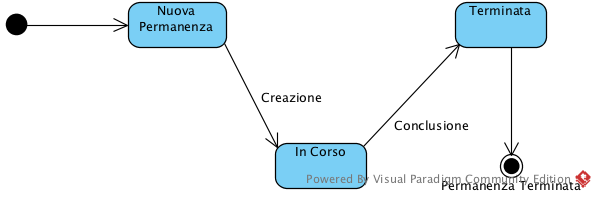 Nuova
Permanenza
Terminata
Creazione
Conclusione
In Corso
Powered By Visual Paradigm Community Edition
Permanenza Terminata